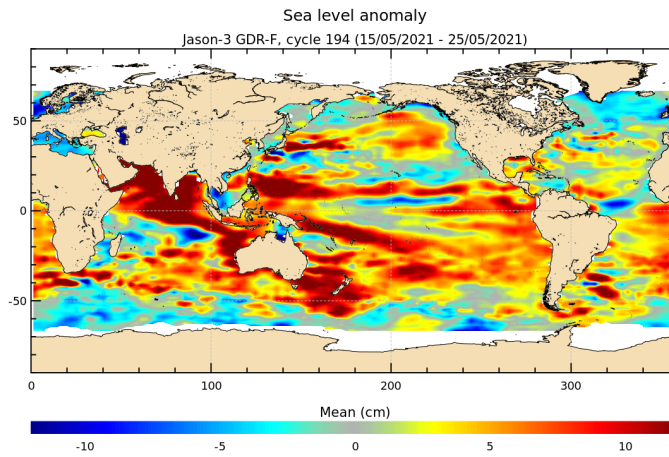 Sea level anomaly
Jason-3 GDR-F, cycle 194 (15/05/2021 - 25/05/2021)
50
0
-50
0 100 200 300
Mean (cm)
-10 -5 0 5 10